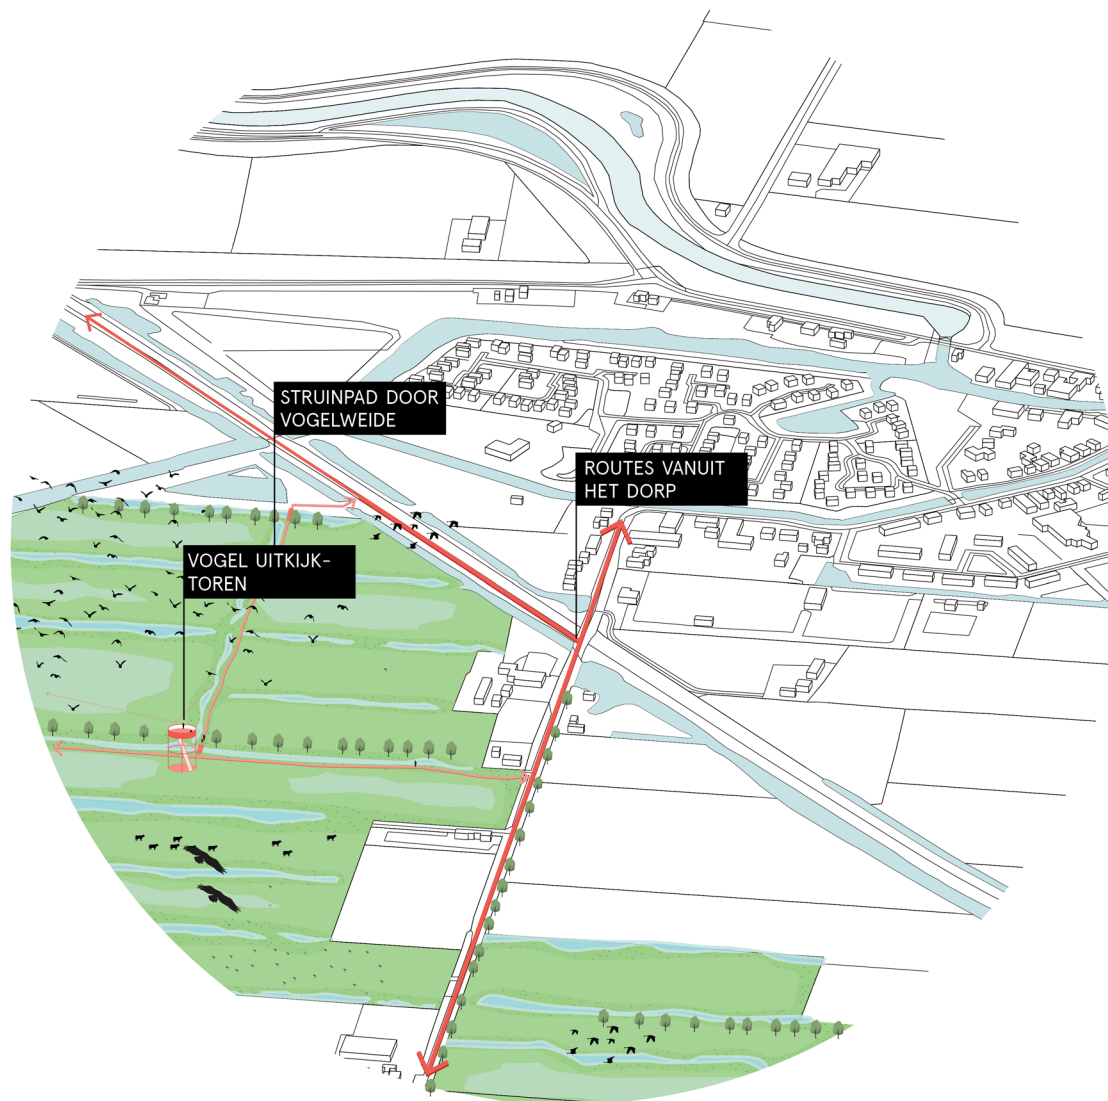 STRUINPAD DOOR
VOGELWEIDE
ROUTES VANUIT
HET DORP
VOGEL UITKIJK-
TOREN